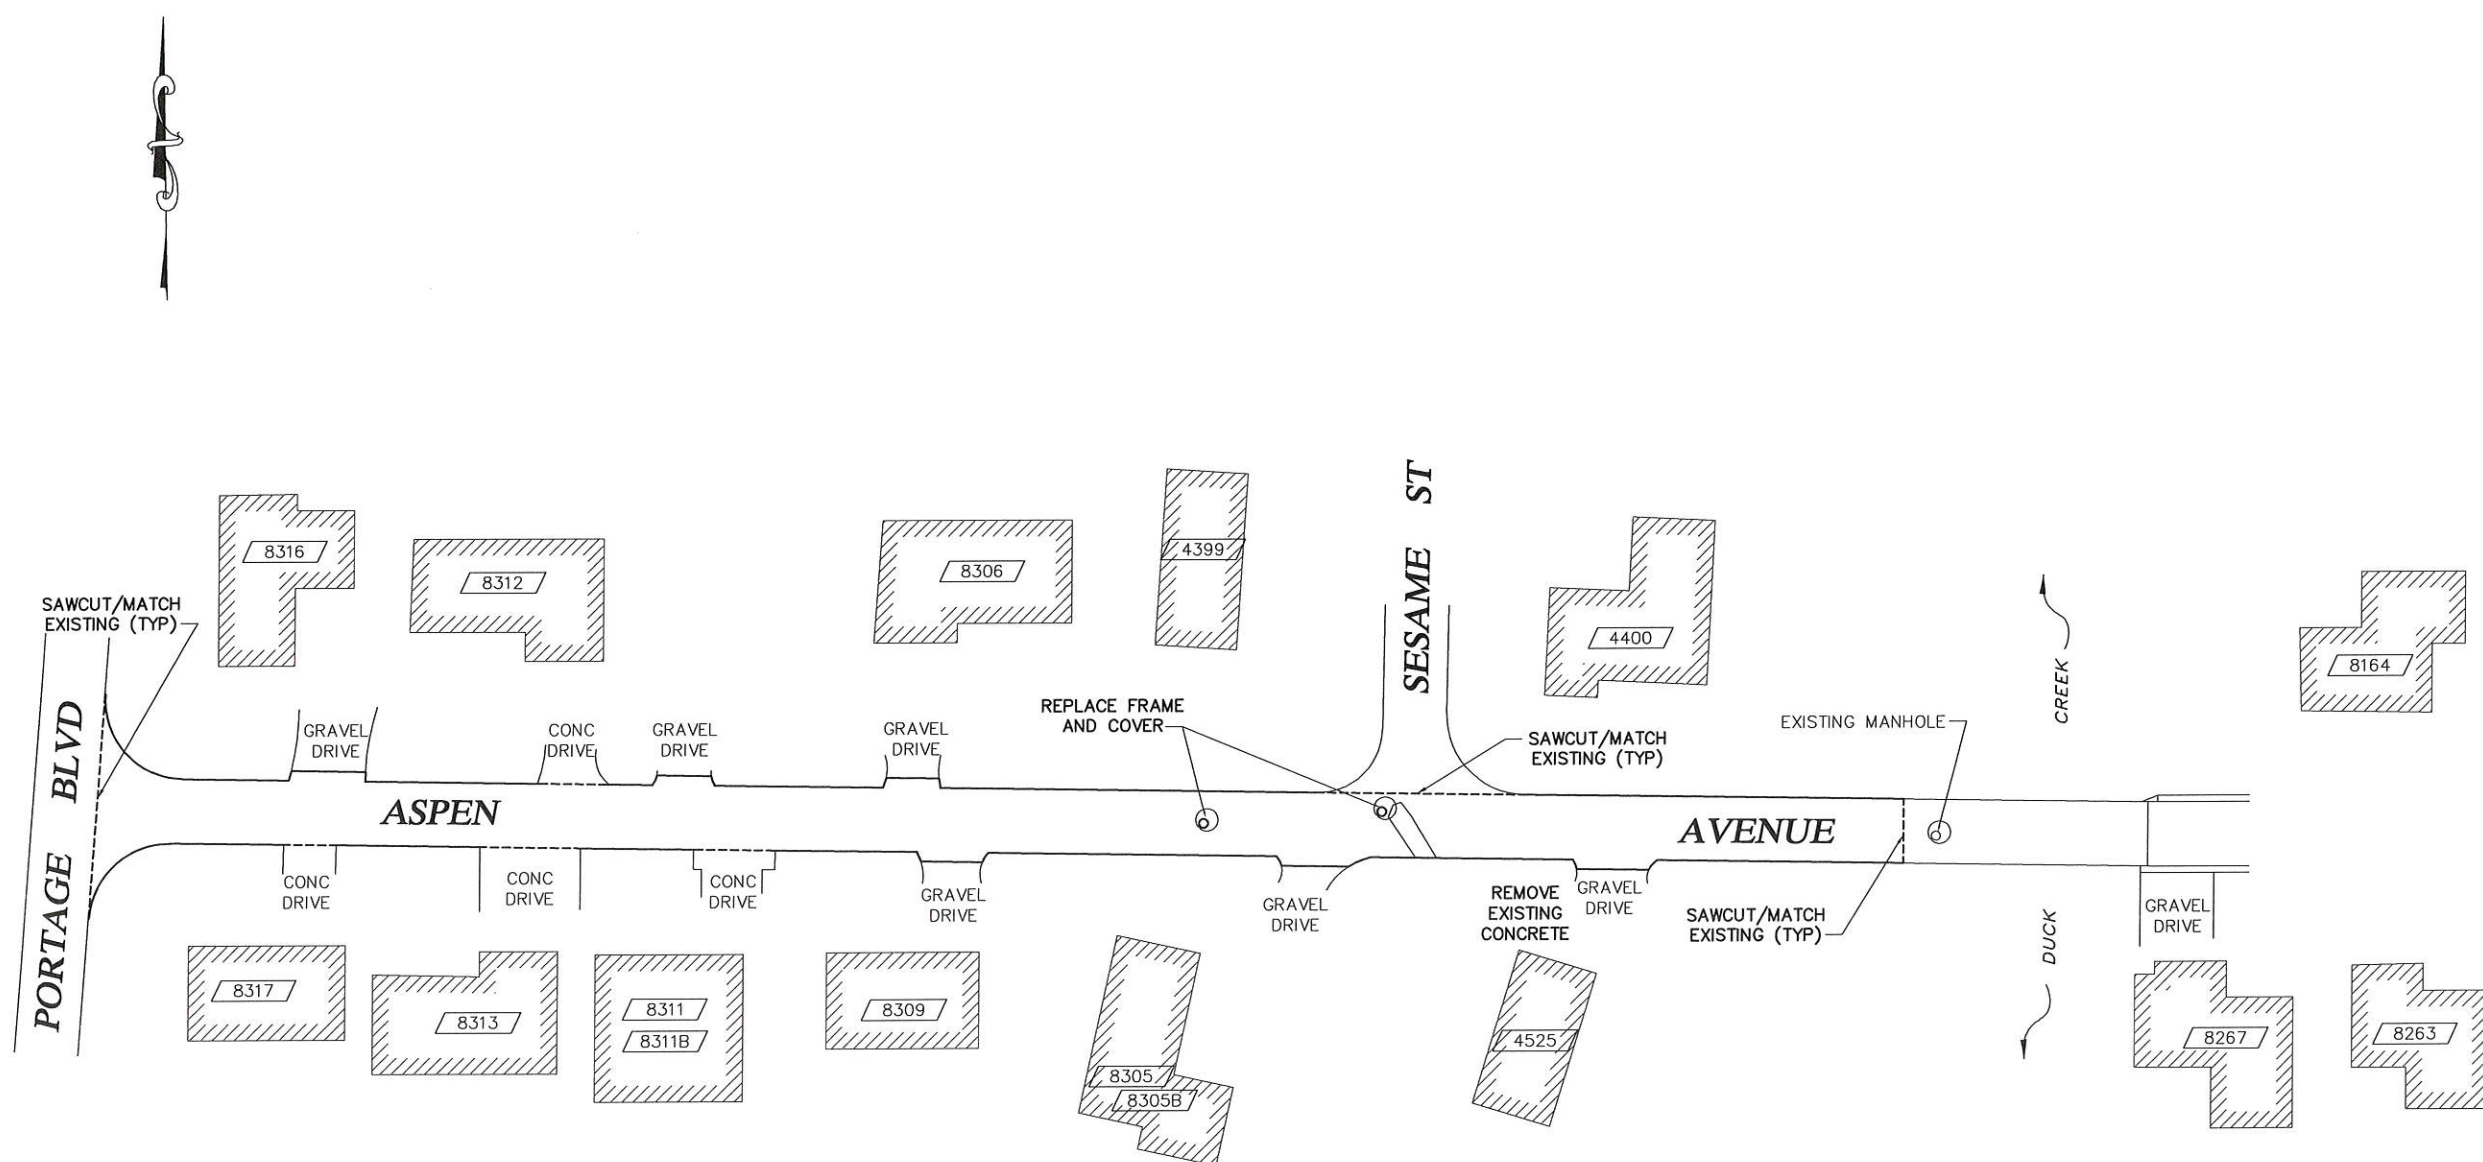 8316
8312
8306
4399
SESAME ST
4400
8164
SAWCUT/MATCH
EXISTING (TYP)
CREEK
REPLACE FRAME
AND COVER
EXISTING MANHOLE
GRAVEL
DRIVE
CONC
DRIVE
GRAVEL
DRIVE
GRAVEL
DRIVE
SAWCUT/MATCH
EXISTING (TYP)
PORTAGE BLVD
ASPEN
AVENUE
CONC
DRIVE
CONC
DRIVE
CONC
DRIVE
GRAVEL
DRIVE
GRAVEL
DRIVE
REMOVE
EXISTING
CONCRETE
GRAVEL
DRIVE
SAWCUT/MATCH
EXISTING (TYP)
DUCK
GRAVEL
DRIVE
8317
8313
8311
8311B
8309
8305
8305B
4525
8267
8263